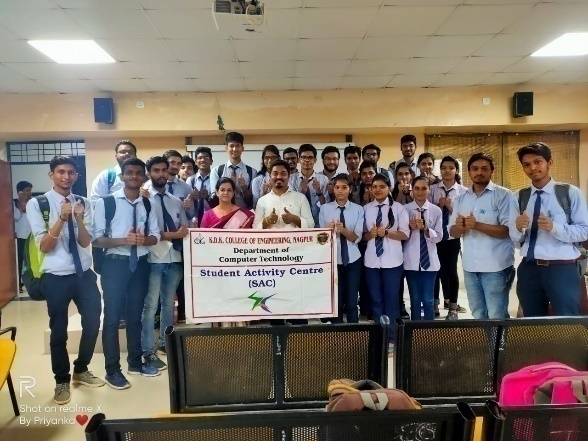 K.D.K. COLLEGE OF ENGINEERING, NAGPUR
Department of
Computer Technology
Student Activity Centre
(SAC)
R
Shot on realme X
By Priyanka❤️